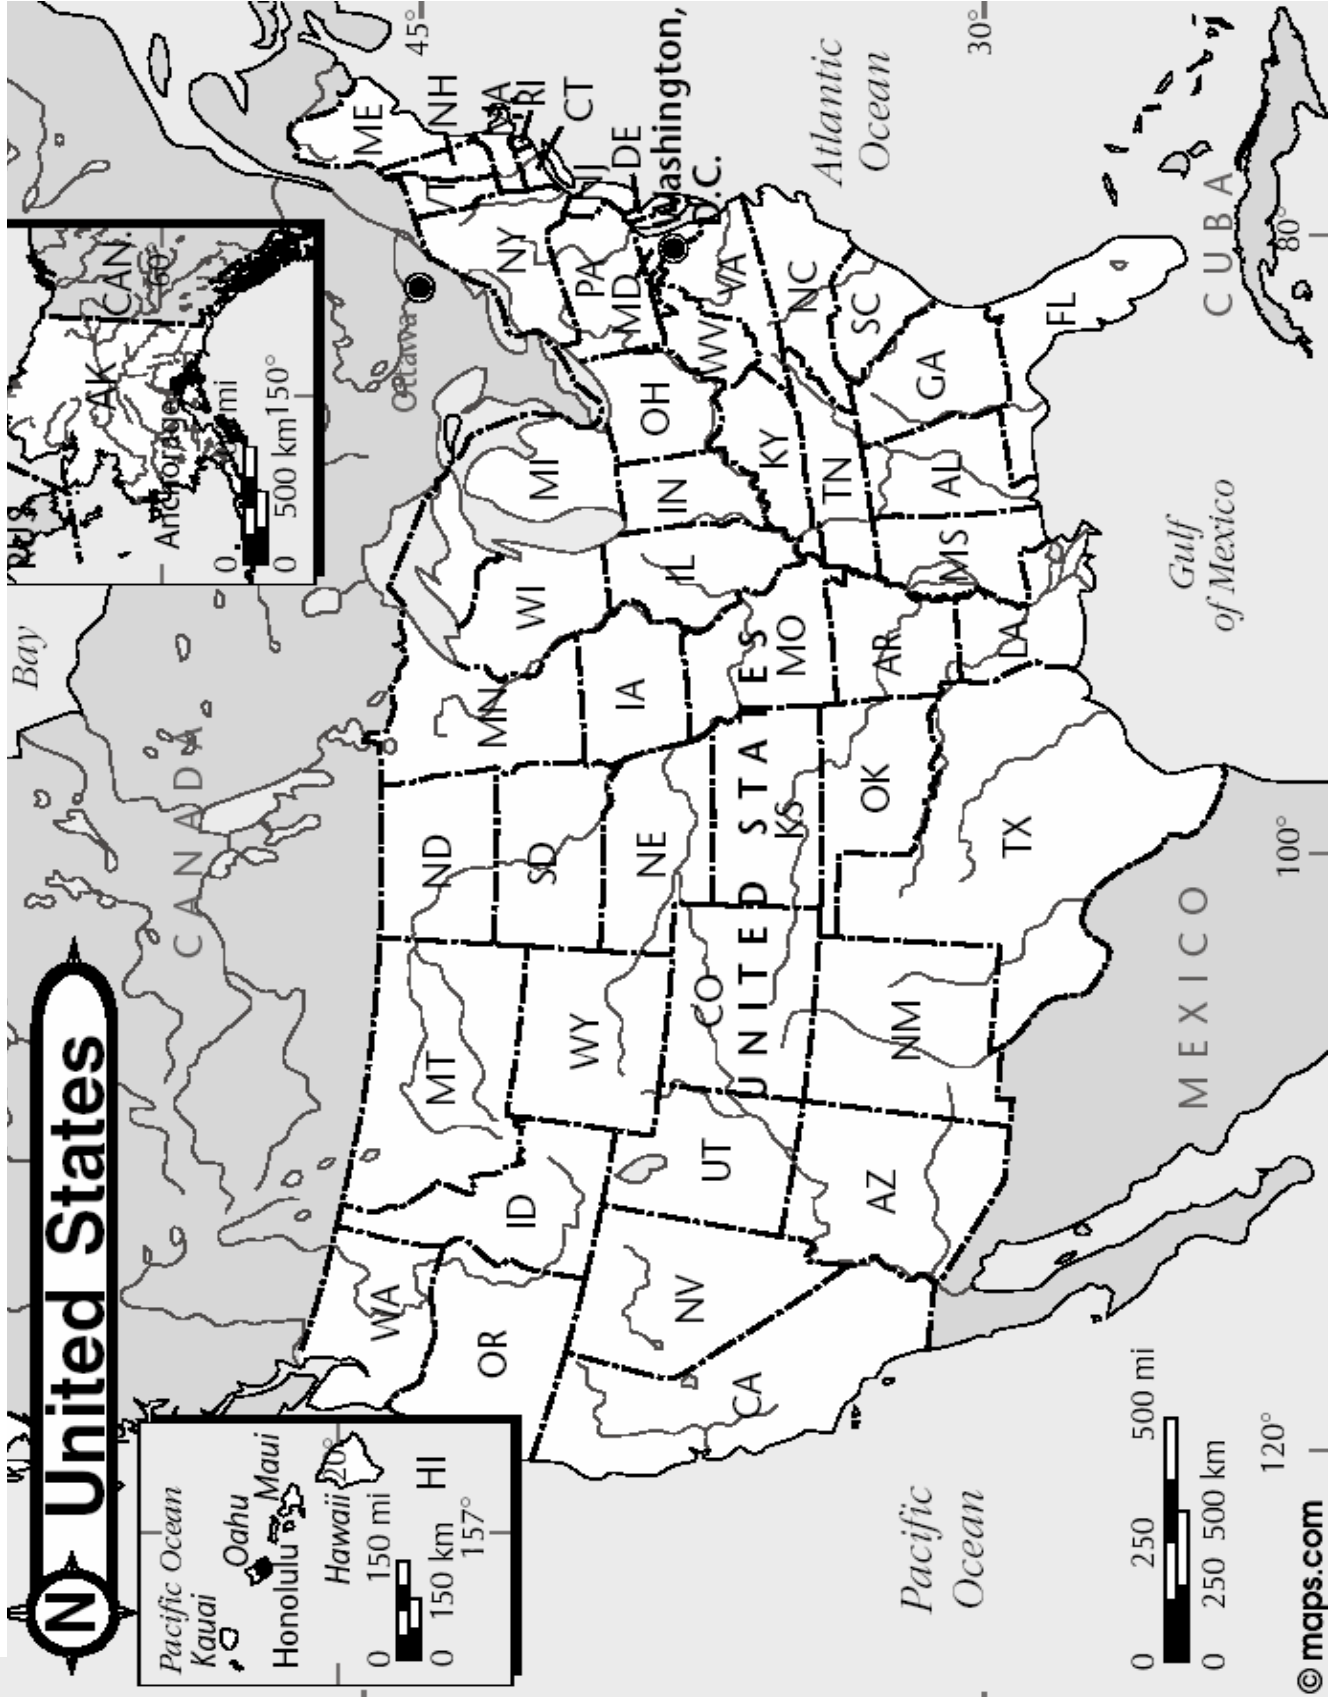 N United States
Pacific Ocean
Kauai
Oahu
Honolulu
Maui
Hawaii
20°
HI
0 150 mi
0 150 km
157°
RUS.
AK
CAN.
60°
Anchorage
0 mi
0 500 km
150°
Bay
CANADA
Ottawa
45°
WA
OR
CA
NV
ID
MT
WY
UT
AZ
CO
NM
ND
SD
NE
KS
OK
TX
MN
IA
MO
AR
LA
WI
IL
MI
IN
OH
KY
TN
MS
AL
GA
FL
SC
NC
VA
WV
MD
PA
NY
VT
ME
NH
MA
RI
CT
NJ
DE
Washington,
D.C.
UNITED STATES
Atlantic
Ocean
30°
Gulf
of Mexico
CUBA
80°
MEXICO
100°
120°
Pacific
Ocean
0 250 500 mi
0 250 500 km
© maps.com